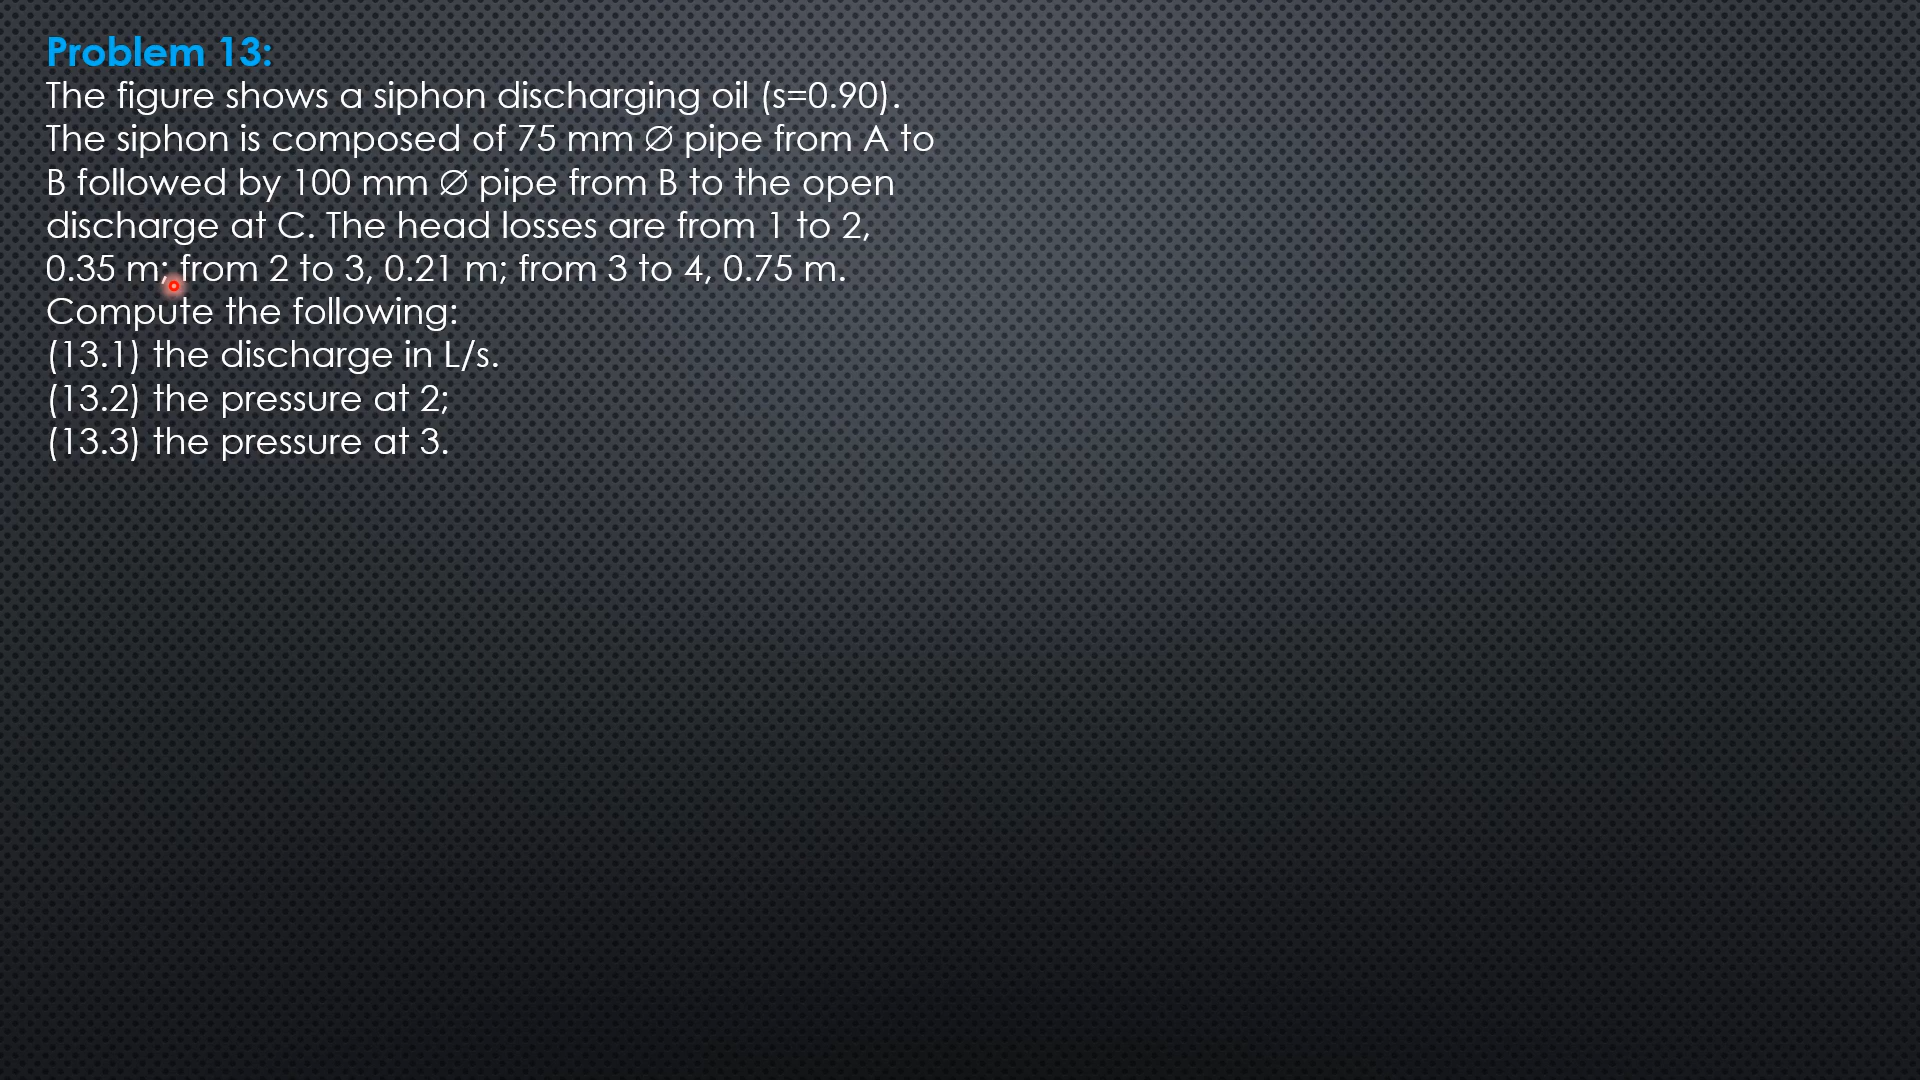 Problem 13:
The figure shows a siphon discharging oil (s=0.90).
The siphon is composed of 75 mm ∅ pipe from A to
B followed by 100 mm ∅ pipe from B to the open
discharge at C. The head losses are from 1 to 2,
0.35 m; from 2 to 3, 0.21 m; from 3 to 4, 0.75 m.
Compute the following:
(13.1) the discharge in L/s.
(13.2) the pressure at 2;
(13.3) the pressure at 3.